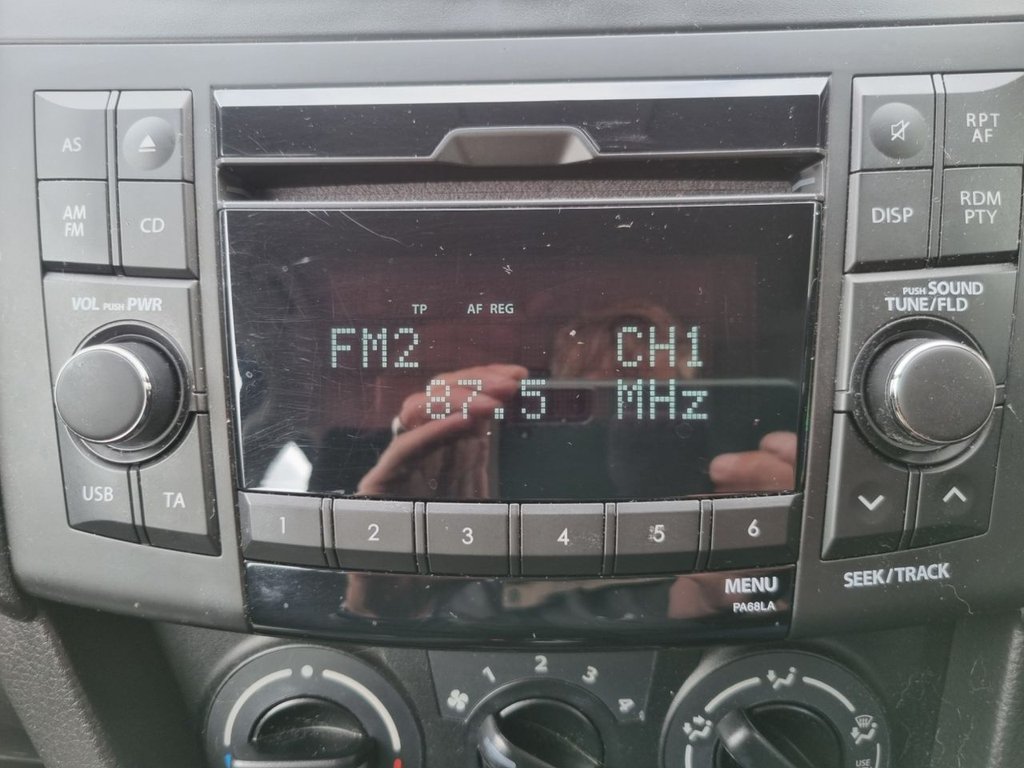 AS
AM
FM
CD
VOL PUSH PWR
USB
TA
TP AF REG
FM2 CH1
87.5 MHz
1 2 3 4 5 6
MENU
PA68LA
RPT
AF
DISP
RDM
PTY
PUSH SOUND
TUNE/FLD
SEEK/TRACK
1 2 3 4
USE